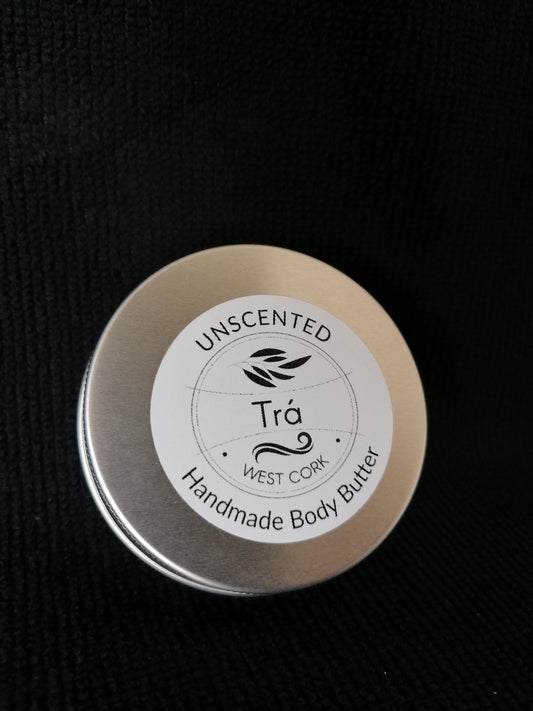 UNSCENTED
Trá
WEST CORK
Handmade Body Butter